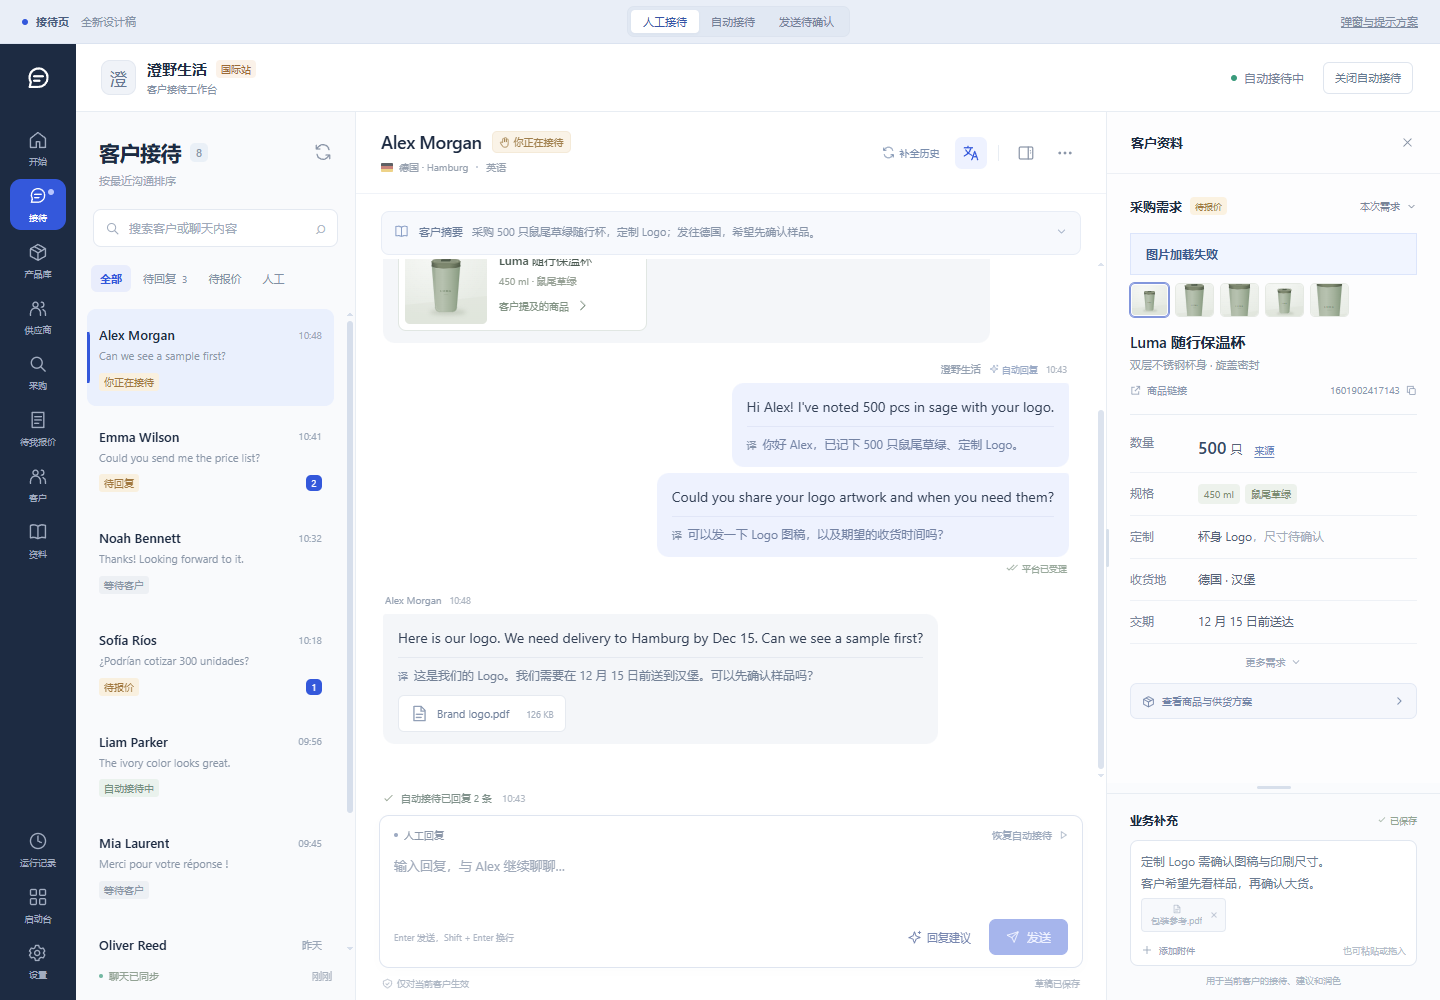 接待页 全新设计稿
人工接待 自动接待 发送待确认
弹窗与提示方案
澄
澄野生活 国际站
客户接待工作台
自动接待中 关闭自动接待
开始
接待
产品库
供应商
采购
待我报价
客户
资料
运行记录
启动台
设置
客户接待 8
按最近沟通排序
搜索客户或聊天内容
全部 待回复 3 待报价 人工
Alex Morgan 10:48
Can we see a sample first?
你正在接待
Emma Wilson 10:41
Could you send me the price list?
待回复 2
Noah Bennett 10:32
Thanks! Looking forward to it.
等待客户
Sofía Ríos 10:18
¿Podrían cotizar 300 unidades?
待报价 1
Liam Parker 09:56
The ivory color looks great.
自动接待中
Mia Laurent 09:45
Merci pour votre réponse !
等待客户
Oliver Reed 昨天
聊天已同步 刚刚
Alex Morgan 你正在接待
德国 · Hamburg · 英语
补全历史
客户摘要 采购 500 只鼠尾草绿随行杯，定制 Logo；发往德国，希望先确认样品。
Luma 随行保温杯
450 ml · 鼠尾草绿
客户提及的商品
澄野生活 自动回复 10:43
Hi Alex! I've noted 500 pcs in sage with your logo.
译 你好 Alex，已记下 500 只鼠尾草绿、定制 Logo。
Could you share your logo artwork and when you need them?
译 可以发一下 Logo 图稿，以及期望的收货时间吗？
平台已受理
Alex Morgan 10:48
Here is our logo. We need delivery to Hamburg by Dec 15. Can we see a sample first?
译 这是我们的 Logo。我们需要在 12 月 15 日前送到汉堡。可以先确认样品吗？
Brand logo.pdf 126 KB
自动接待已回复 2 条 10:43
人工回复 恢复自动接待
输入回复，与 Alex 继续聊聊...
Enter 发送，Shift + Enter 换行
回复建议 发送
仅对当前客户生效 草稿已保存
客户资料
采购需求 待报价 本次需求
图片加载失败
Luma 随行保温杯
双层不锈钢杯身 · 旋盖密封
商品链接 1601902417143
数量 500 只 来源
规格 450 ml 鼠尾草绿
定制 杯身 Logo，尺寸待确认
收货地 德国 · 汉堡
交期 12 月 15 日前送达
更多需求
查看商品与供货方案
业务补充 已保存
定制 Logo 需确认图稿与印刷尺寸。
客户希望先看样品，再确认大货。
包装参考.pdf
添加附件 也可粘贴或拖入
用于当前客户的接待、建议和润色